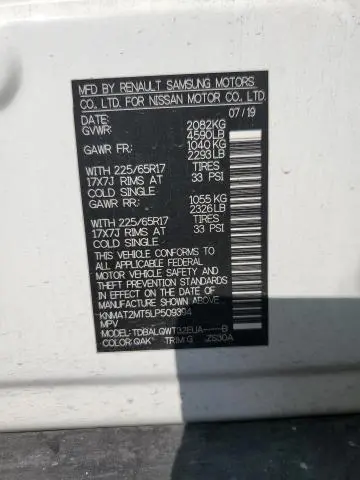 MFD BY RENAULT SAMSUNG MOTORS
CO., LTD. FOR NISSAN MOTOR CO., LTD.
07/19
DATE:
GVWR: 2082KG
4590LB
GAWR FR: 1040KG
2293LB
WITH 225/65R17 TIRES
17X7J RIMS AT 33 PSI
COLD SINGLE
GAWR RR: 1055KG
2326LB
WITH 225/65R17 TIRES
17X7J RIMS AT 33 PSI
COLD SINGLE
THIS VEHICLE CONFORMS TO
ALL APPLICABLE FEDERAL
MOTOR VEHICLE SAFETY AND
THEFT PREVENTION STANDARDS
IN EFFECT ON THE DATE OF
MANUFACTURE SHOWN ABOVE.
KNMAT2MT5LP509394
MPV
MODEL: TDBALQWT32EUA-----B
COLOR: QAK TRIM: G ZS30A